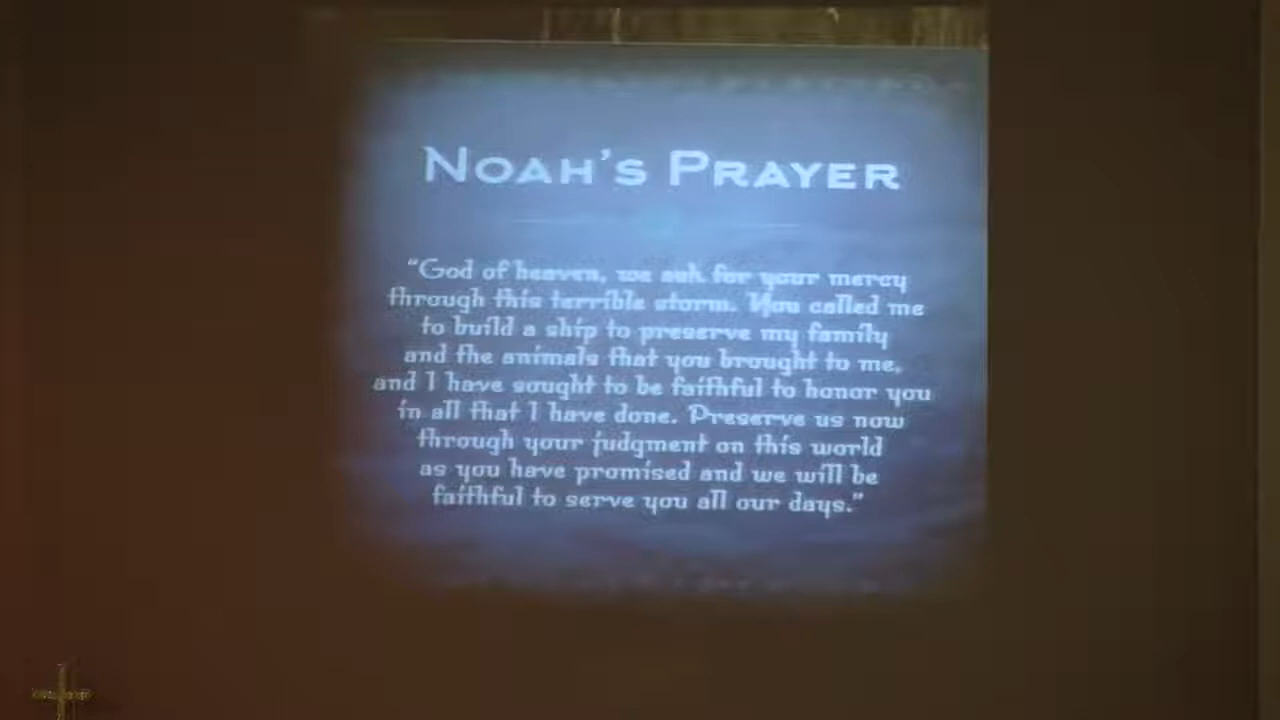 NOAH'S PRAYER
“God of heaven, we ask for your mercy
through this terrible storm. You called me
to build a ship to preserve my family
and the animals that you brought to me,
and I have sought to be faithful to honor you
in all that I have done. Preserve us now
through your judgment on this world
as you have promised and we will be
faithful to serve you all our days.”